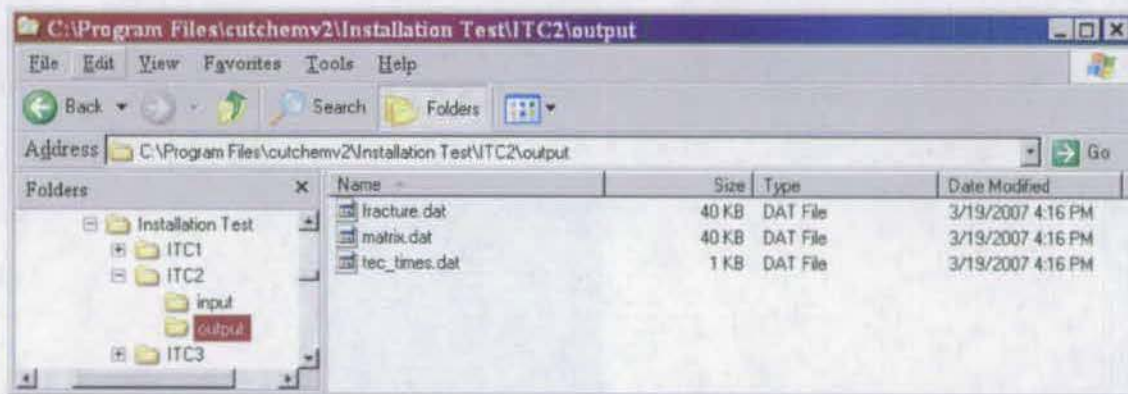 C:\Program Files\cutchemv2\Installation Test\ITC2\output
File Edit View Favorites Tools Help
Back Search Folders
Address C:\Program Files\cutchemv2\Installation Test\ITC2\output Go
Folders
Name Size Type Date Modified
Installation Test
ITC1
ITC2
input
output
ITC3
fracture.dat 40 KB DAT File 3/19/2007 4:16 PM
matrix.dat 40 KB DAT File 3/19/2007 4:16 PM
tec_times.dat 1 KB DAT File 3/19/2007 4:16 PM